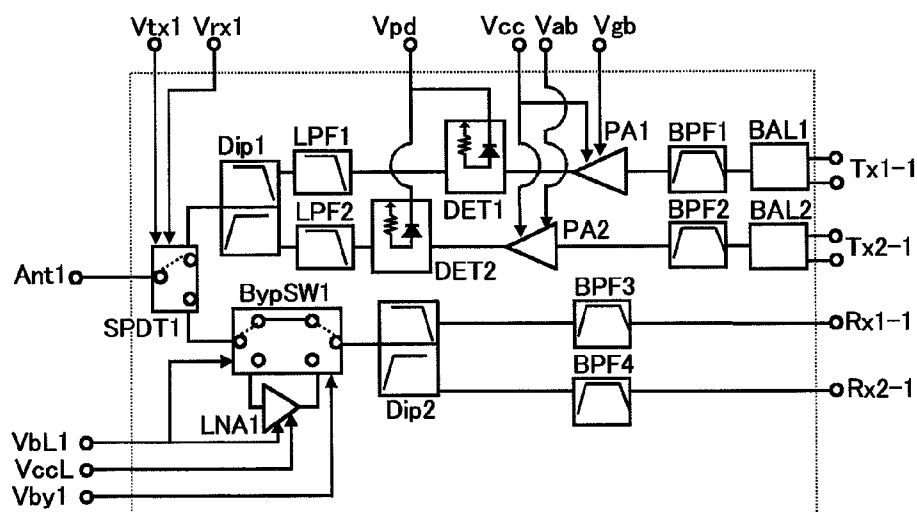 Vtx1 Vrx1 Vpd Vcc Vab Vgb
Dip1 LPF1 PA1 BPF1 BAL1
Tx1-1
DET1
LPF2 PA2 BPF2 BAL2
Tx2-1
DET2
Ant1
SPDT1
BypSW1
BPF3
Rx1-1
BPF4
Rx2-1
Dip2
LNA1
VbL1
VccL
Vby1